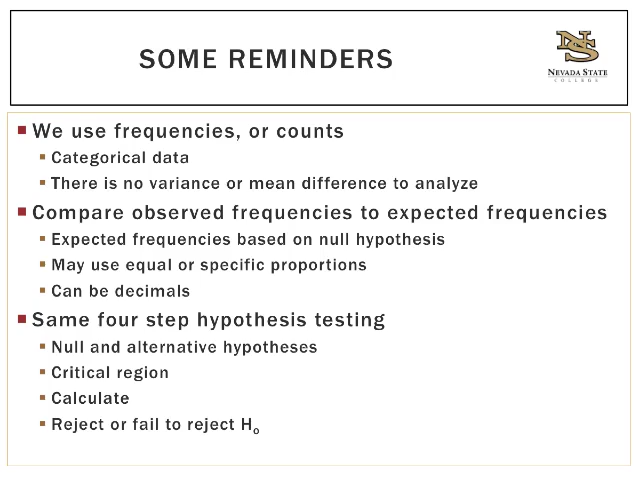 SOME REMINDERS
NS
NEVADA STATE
COLLEGE
We use frequencies, or counts
Categorical data
There is no variance or mean difference to analyze
Compare observed frequencies to expected frequencies
Expected frequencies based on null hypothesis
May use equal or specific proportions
Can be decimals
Same four step hypothesis testing
Null and alternative hypotheses
Critical region
Calculate
Reject or fail to reject Ho